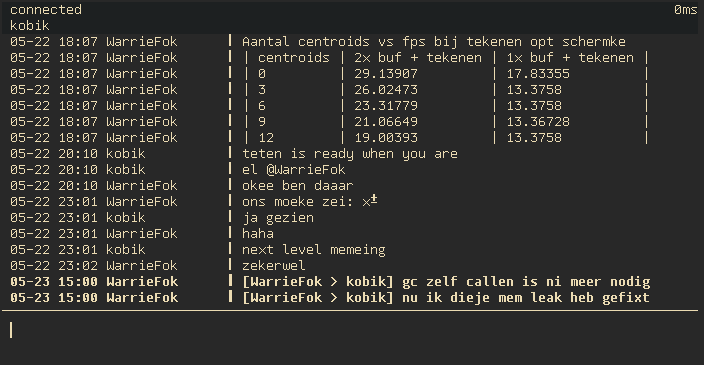 connected 0ms
kobik
05-22 18:07 WarrieFok | Aantal centroids vs fps bij tekenen opt schermke
05-22 18:07 WarrieFok | | centroids | 2x buf + tekenen | 1x buf + tekenen |
05-22 18:07 WarrieFok | | 0 | 29.13907 | 17.83355 |
05-22 18:07 WarrieFok | | 3 | 26.02473 | 13.3758 |
05-22 18:07 WarrieFok | | 6 | 23.31779 | 13.3758 |
05-22 18:07 WarrieFok | | 9 | 21.06649 | 13.36728 |
05-22 18:07 WarrieFok | | 12 | 19.00393 | 13.3758 |
05-22 20:10 kobik | teten is ready when you are
05-22 20:10 kobik | el @WarrieFok
05-22 20:10 WarrieFok | okee ben daaar
05-22 23:01 WarrieFok | ons moeke zei: x
05-22 23:01 kobik | ja gezien
05-22 23:01 kobik | haha
05-22 23:01 kobik | next level memeing
05-22 23:02 WarrieFok | zekerwel
05-23 15:00 WarrieFok | [WarrieFok > kobik] gc zelf callen is ni meer nodig
05-23 15:00 WarrieFok | [WarrieFok > kobik] nu ik dieje mem leak heb gefixt